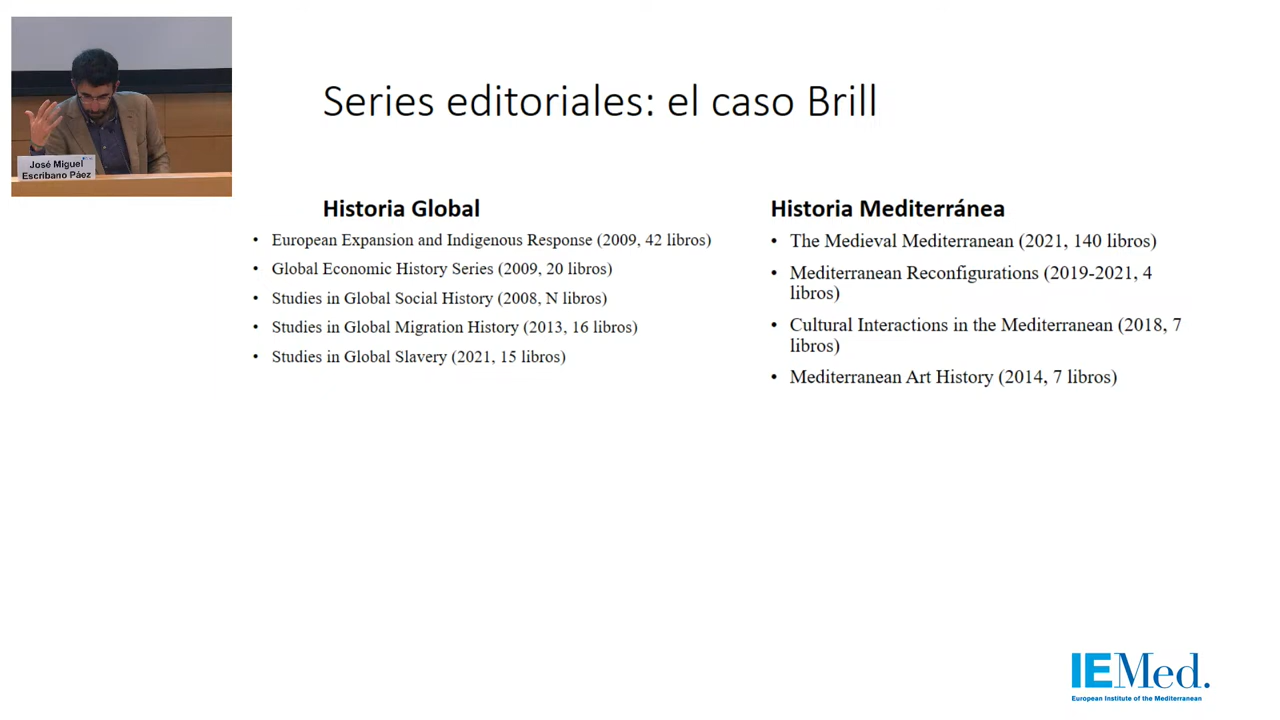 José Miguel
Escribano Páez
Series editoriales: el caso Brill
Historia Global
• European Expansion and Indigenous Response (2009, 42 libros)
• Global Economic History Series (2009, 20 libros)
• Studies in Global Social History (2008, N libros)
• Studies in Global Migration History (2013, 16 libros)
• Studies in Global Slavery (2021, 15 libros)
Historia Mediterránea
• The Medieval Mediterranean (2021, 140 libros)
• Mediterranean Reconfigurations (2019-2021, 4
libros)
• Cultural Interactions in the Mediterranean (2018, 7
libros)
• Mediterranean Art History (2014, 7 libros)
IEMed.
European Institute of the Mediterranean